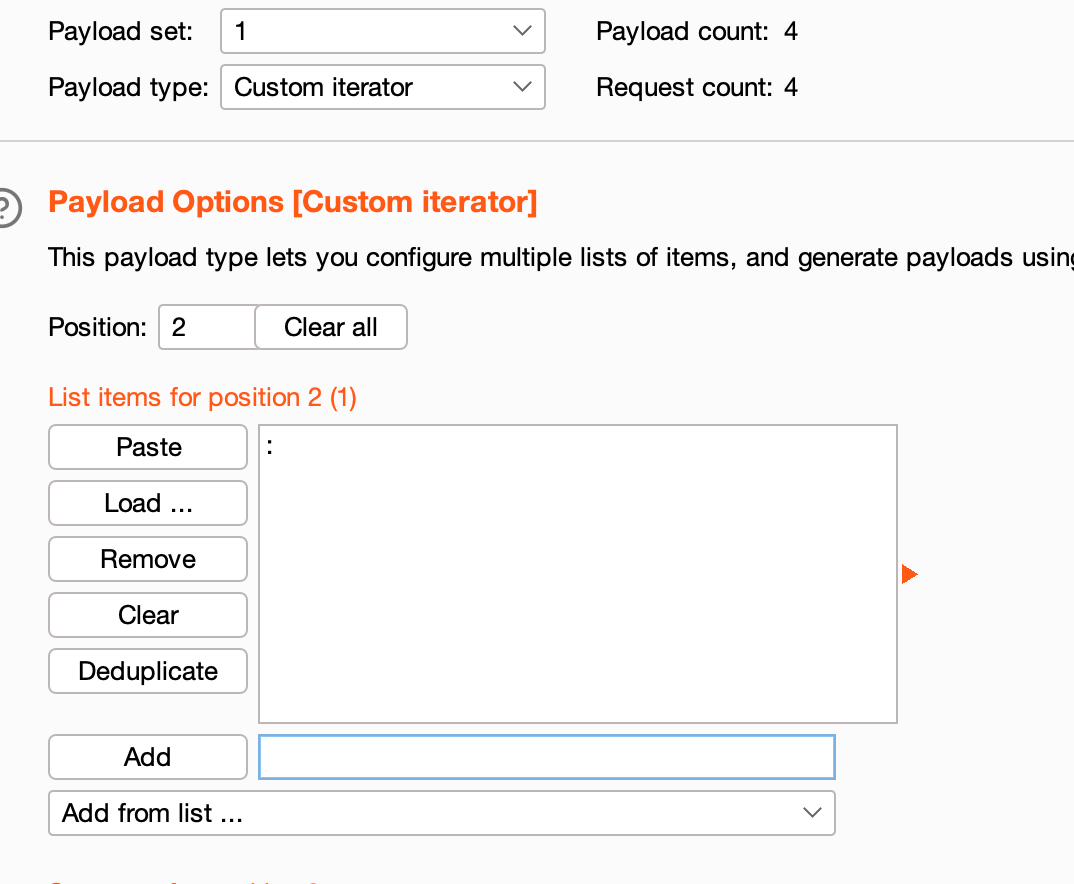 Payload set: 1 Payload count: 4
Payload type: Custom iterator Request count: 4
?
Payload Options [Custom iterator]
This payload type lets you configure multiple lists of items, and generate payloads using
Position: 2 Clear all
List items for position 2 (1)
Paste :
Load ...
Remove
Clear
Deduplicate
Add
Add from list ...